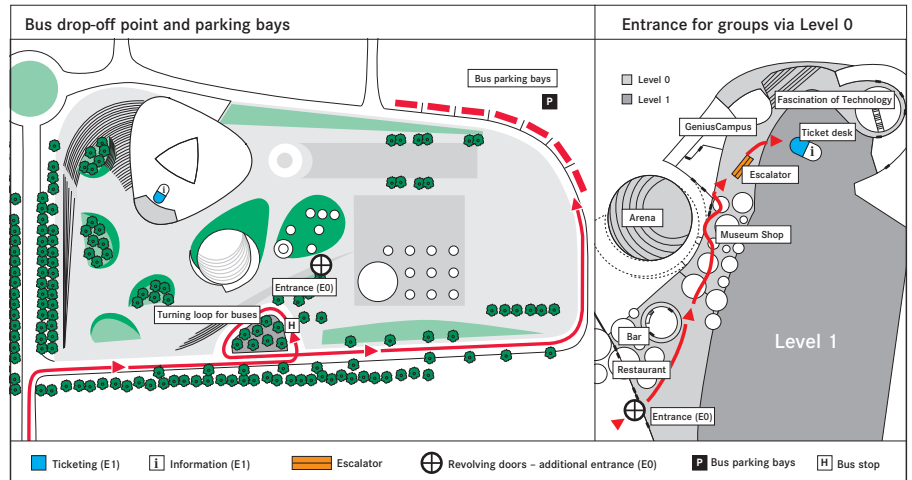 Bus drop-off point and parking bays
Bus parking bays
P
i
Entrance (E0)
Turning loop for buses
H
Entrance for groups via Level 0
Level 0
Level 1
Fascination of Technology
GeniusCampus
Ticket desk
i
Escalator
Arena
Museum Shop
Bar
Level 1
Restaurant
Entrance (E0)
Ticketing (E1)
i Information (E1)
Escalator
Revolving doors – additional entrance (E0)
P Bus parking bays
H Bus stop